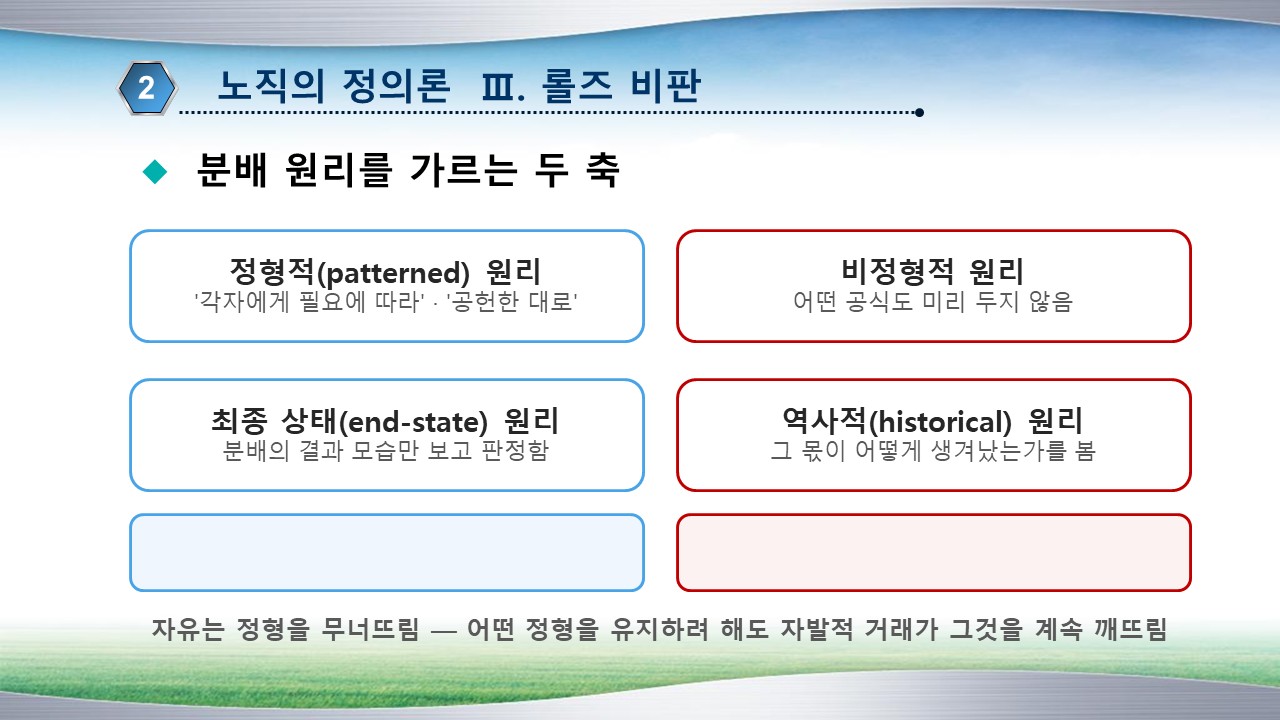 2
노직의 정의론 Ⅲ. 롤즈 비판
분배 원리를 가르는 두 축
정형적(patterned) 원리
'각자에게 필요에 따라' · '공헌한 대로'
비정형적 원리
어떤 공식도 미리 두지 않음
최종 상태(end-state) 원리
분배의 결과 모습만 보고 판정함
역사적(historical) 원리
그 몫이 어떻게 생겨났는가를 봄
자유는 정형을 무너뜨림 — 어떤 정형을 유지하려 해도 자발적 거래가 그것을 계속 깨뜨림